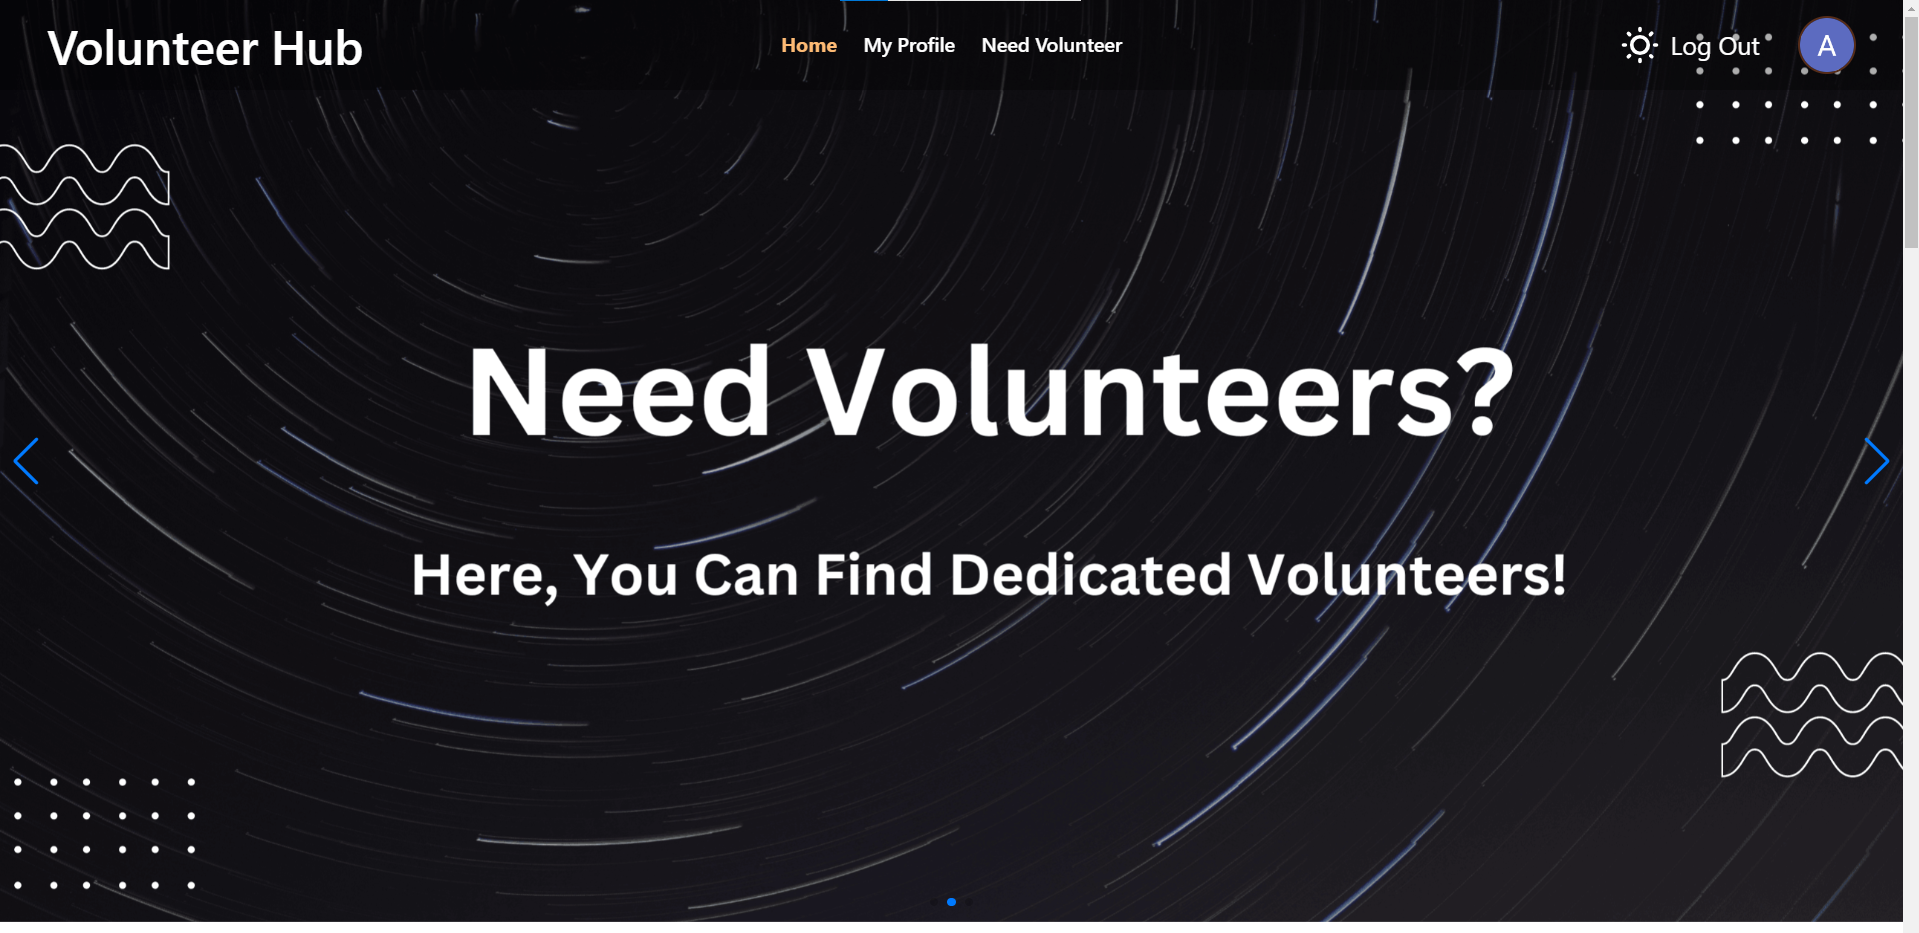 Volunteer Hub
Home My Profile Need Volunteer
Log Out A
Need Volunteers?
Here, You Can Find Dedicated Volunteers!